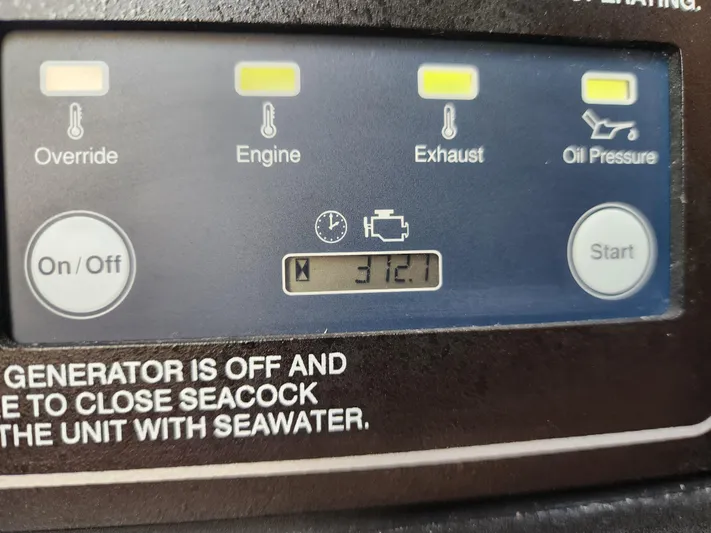 OPERATING.
Override Engine Exhaust Oil Pressure
On/Off
Start
312.1
GENERATOR IS OFF AND
E TO CLOSE SEACOCK
THE UNIT WITH SEAWATER.